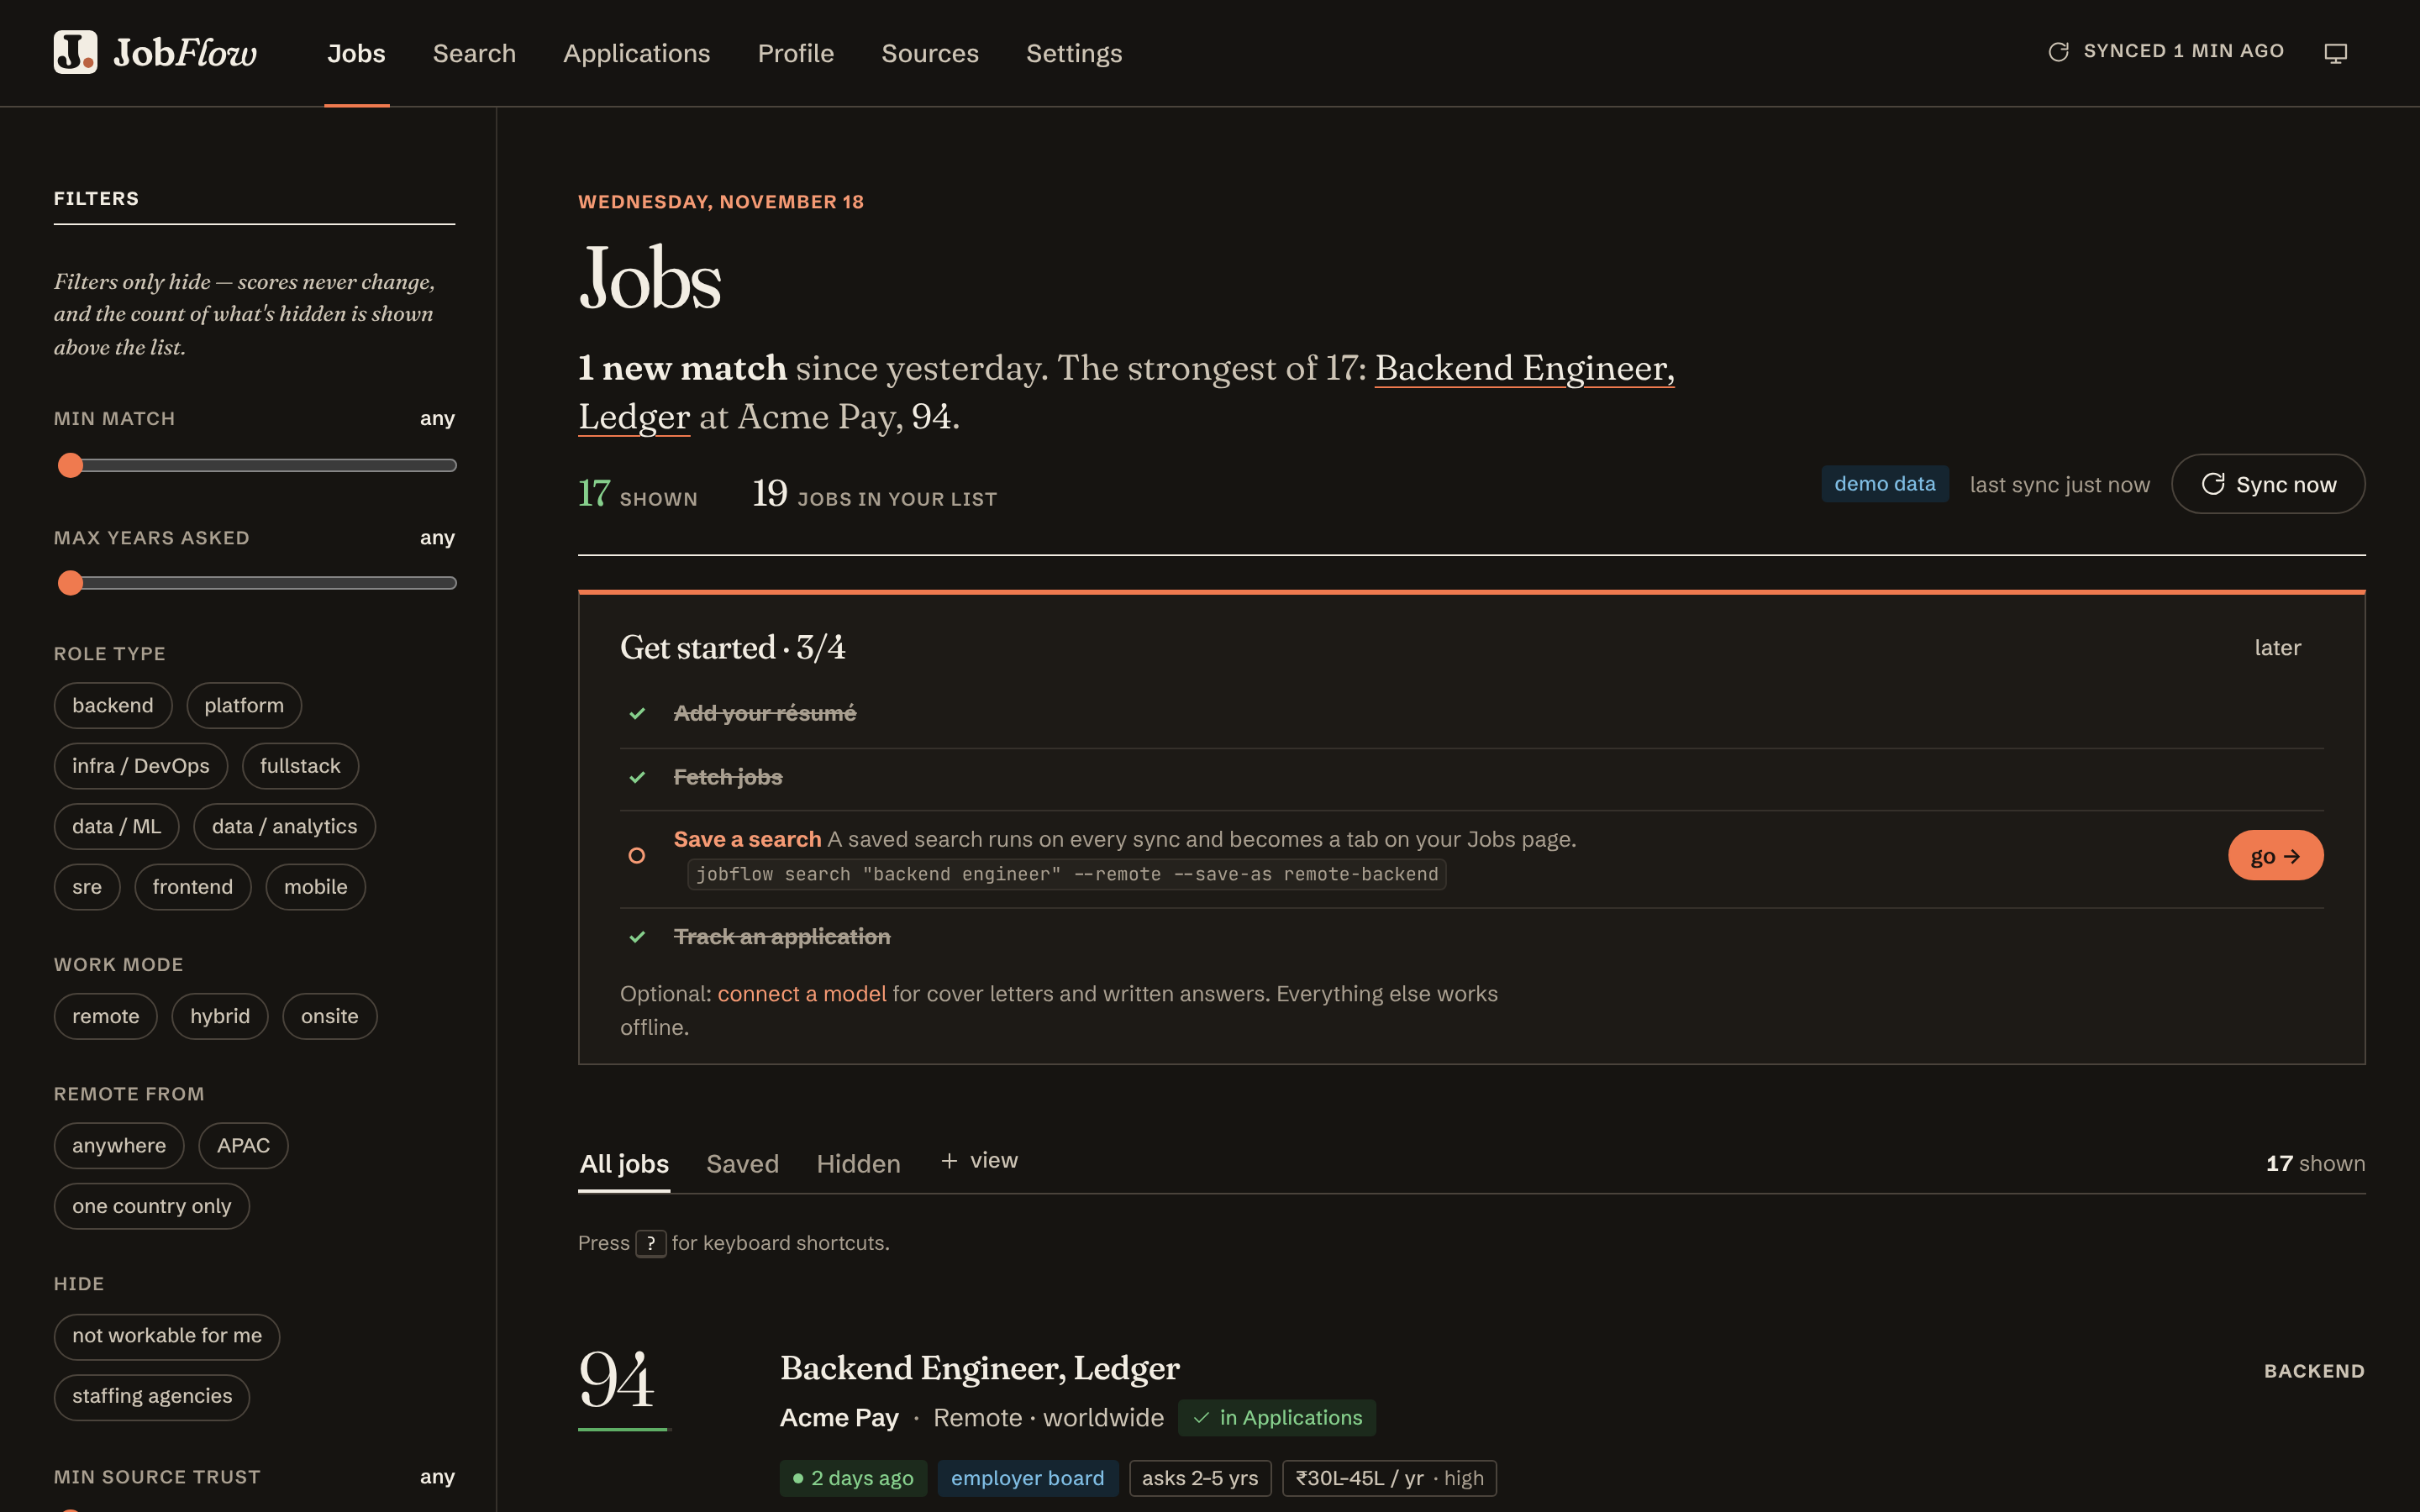 J. JobFlow
Jobs Search Applications Profile Sources Settings
SYNCED 1 MIN AGO
FILTERS
Filters only hide — scores never change,
and the count of what's hidden is shown
above the list.
MIN MATCH any
MAX YEARS ASKED any
ROLE TYPE
backend platform
infra / DevOps fullstack
data / ML data / analytics
sre frontend mobile
WORK MODE
remote hybrid onsite
REMOTE FROM
anywhere APAC
one country only
HIDE
not workable for me
staffing agencies
MIN SOURCE TRUST any
WEDNESDAY, NOVEMBER 18
Jobs
1 new match since yesterday. The strongest of 17: Backend Engineer,
Ledger at Acme Pay, 94.
17 SHOWN 19 JOBS IN YOUR LIST
demo data last sync just now Sync now
Get started · 3/4 later
Add your résumé
Fetch jobs
Save a search A saved search runs on every sync and becomes a tab on your Jobs page.
jobflow search "backend engineer" --remote --save-as remote-backend
go →
Track an application
Optional: connect a model for cover letters and written answers. Everything else works
offline.
All jobs Saved Hidden + view 17 shown
Press ? for keyboard shortcuts.
94 Backend Engineer, Ledger BACKEND
Acme Pay · Remote · worldwide ✓ in Applications
2 days ago employer board asks 2–5 yrs ₹30L–45L / yr · high